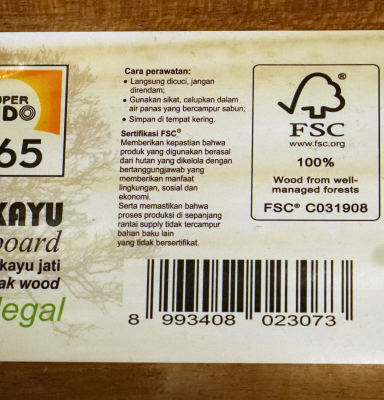 UPER
DO
65
KAYU
board
kayu jati
ak wood
legal
Cara perawatan:
• Langsung dicuci, jangan
direndam;
• Gunakan sikat, celupkan dalam
air panas yang bercampur sabun;
• Simpan di tempat kering.
Sertifikasi FSC®
Memberikan kepastian bahwa
produk yang digunakan berasal
dari hutan yang dikelola dengan
bertanggungjawab yang
memberikan manfaat
lingkungan, sosial dan
ekonomi.
Serta memastikan bahwa
proses produksi di sepanjang
rantai supply tidak tercampur
bahan baku lain
yang tidak bersertifikat.
®
FSC
www.fsc.org
100%
Wood from well-
managed forests
FSC® C031908
8 993408 023073